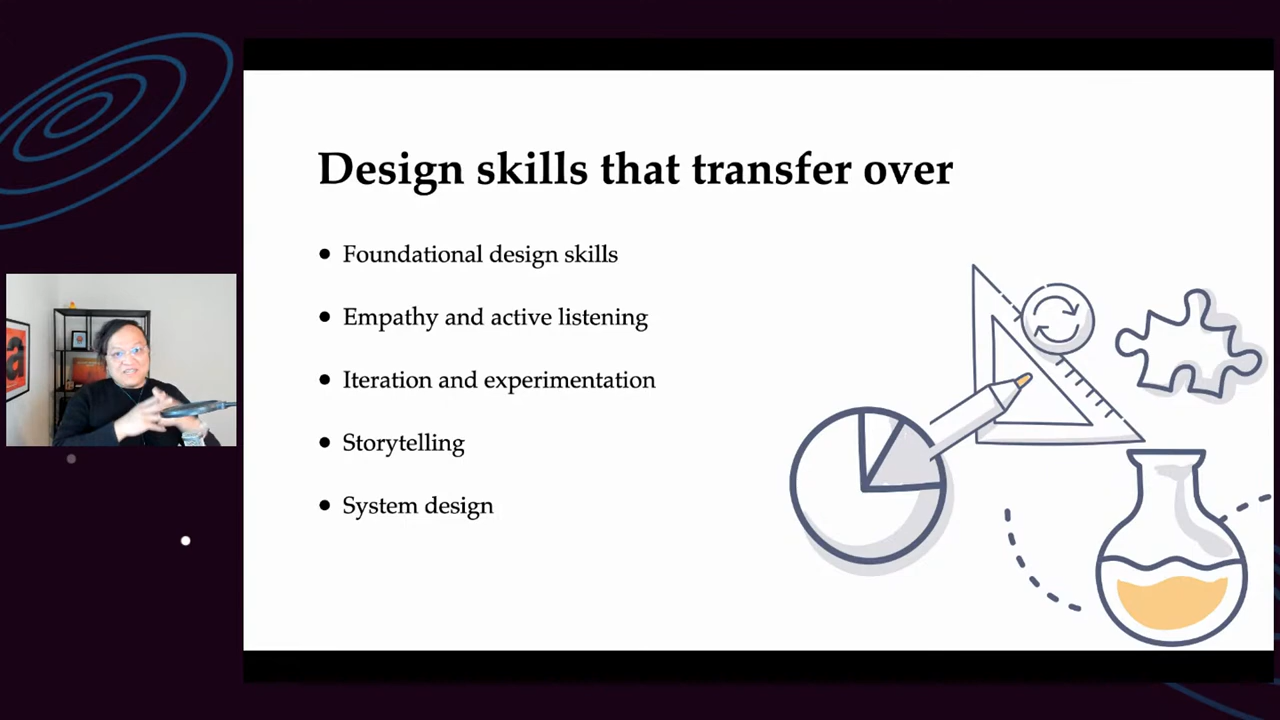 Design skills that transfer over
• Foundational design skills
• Empathy and active listening
• Iteration and experimentation
• Storytelling
• System design
a